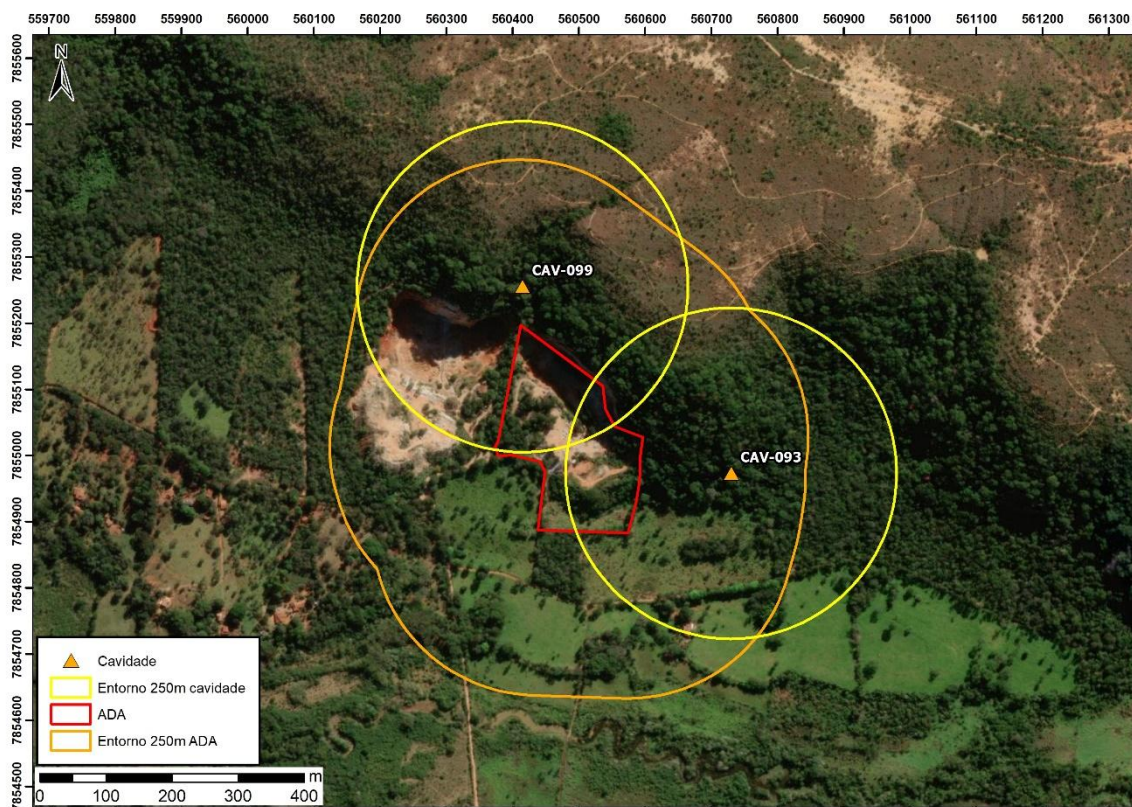 559700 559800 559900 560000 560100 560200 560300 560400 560500 560600 560700 560800 560900 561000 561100 561200 561300
7855600
7855500
7855400
7855300
7855200
7855100
7855000
7854900
7854800
7854700
7854600
7854500
N
CAV-099
CAV-093
Cavidade
Entorno 250m cavidade
ADA
Entorno 250m ADA
m
0 100 200 300 400